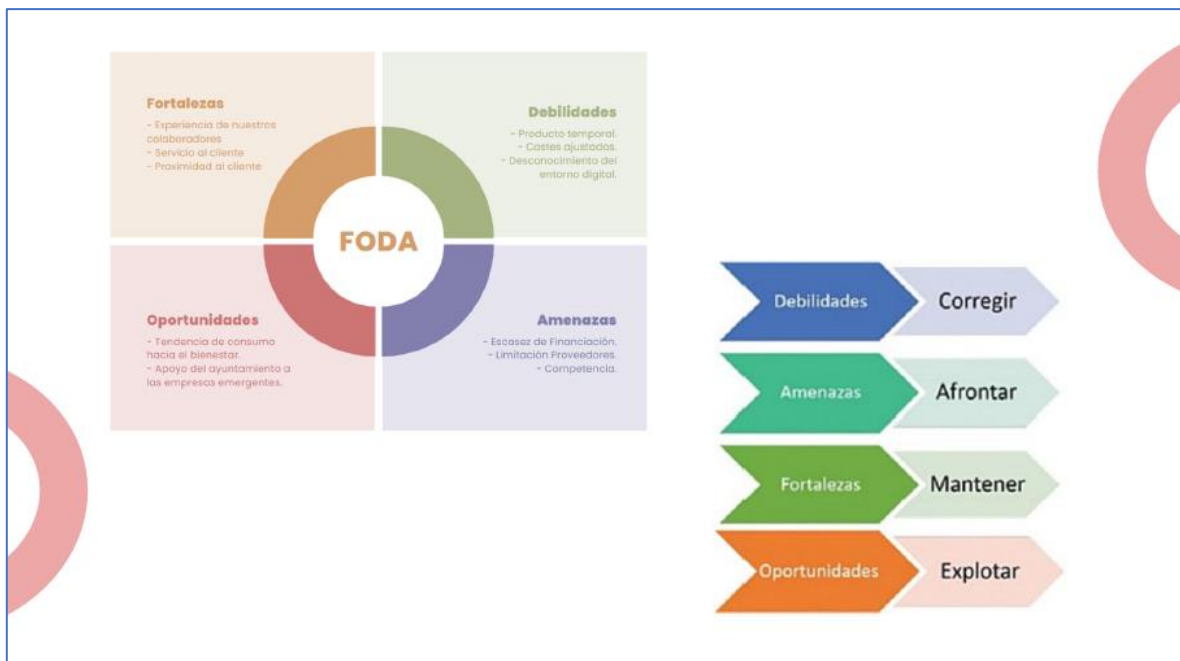 Fortalezas
- Experiencia de nuestros
colaboradores
- Servicio al cliente
- Proximidad al cliente
Debilidades
- Producto temporal.
- Costes ajustados.
- Desconocimiento del
entorno digital.
FODA
Oportunidades
- Tendencia de consumo
hacia el bienestar.
- Apoyo del ayuntamiento a
las empresas emergentes.
Amenazas
- Escasez de Financiación.
- Limitación Proveedores.
- Competencia.
Debilidades Corregir
Amenazas Afrontar
Fortalezas Mantener
Oportunidades Explotar